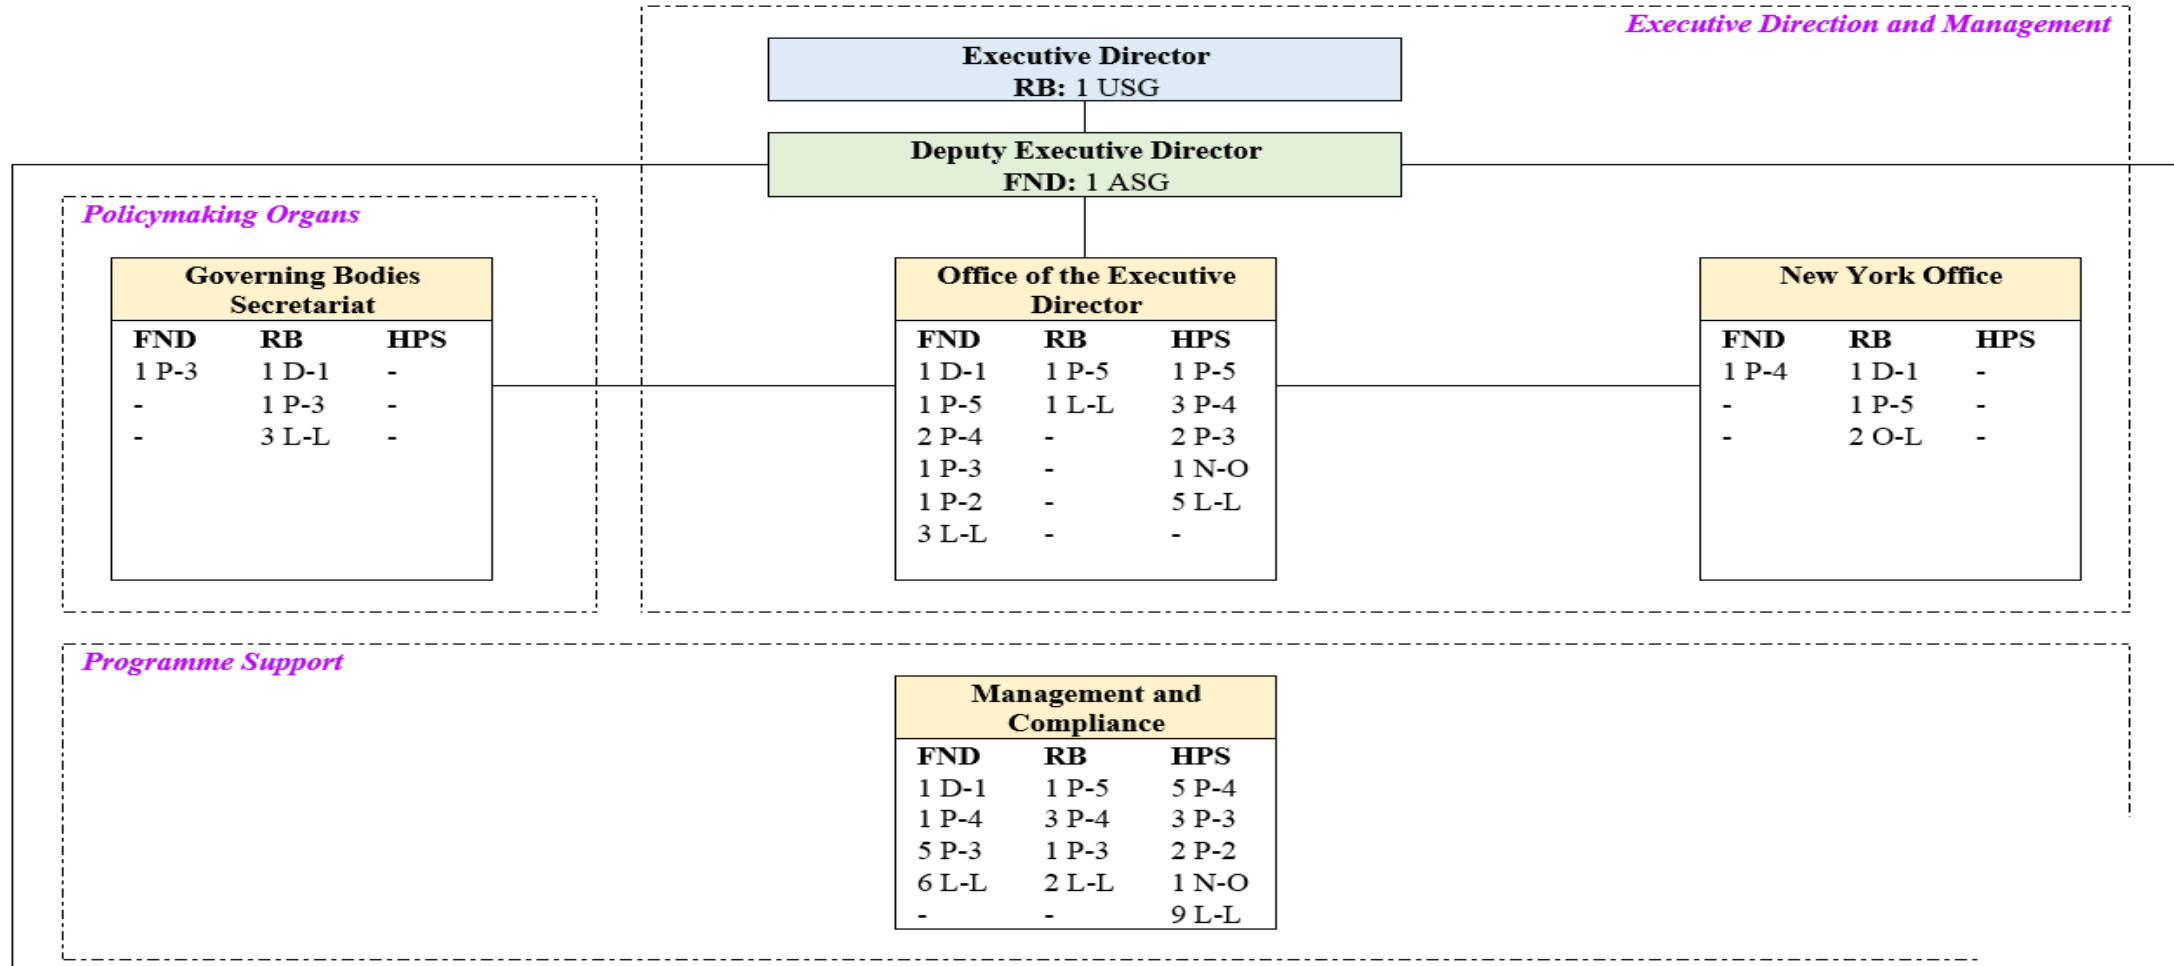 Executive Direction and Management
Executive Director
RB: 1 USG
Deputy Executive Director
FND: 1 ASG
Policymaking Organs
Governing Bodies
Secretariat
FND RB HPS
1 P-3 1 D-1 -
- 1 P-3 -
- 3 L-L -
Office of the Executive
Director
FND RB HPS
1 D-1 1 P-5 1 P-5
1 P-5 1 L-L 3 P-4
2 P-4 - 2 P-3
1 P-3 - 1 N-O
1 P-2 - 5 L-L
3 L-L - -
New York Office
FND RB HPS
1 P-4 1 D-1 -
- 1 P-5 -
- 2 O-L -
Programme Support
Management and
Compliance
FND RB HPS
1 D-1 1 P-5 5 P-4
1 P-4 3 P-4 3 P-3
5 P-3 1 P-3 2 P-2
6 L-L 2 L-L 1 N-O
- - 9 L-L